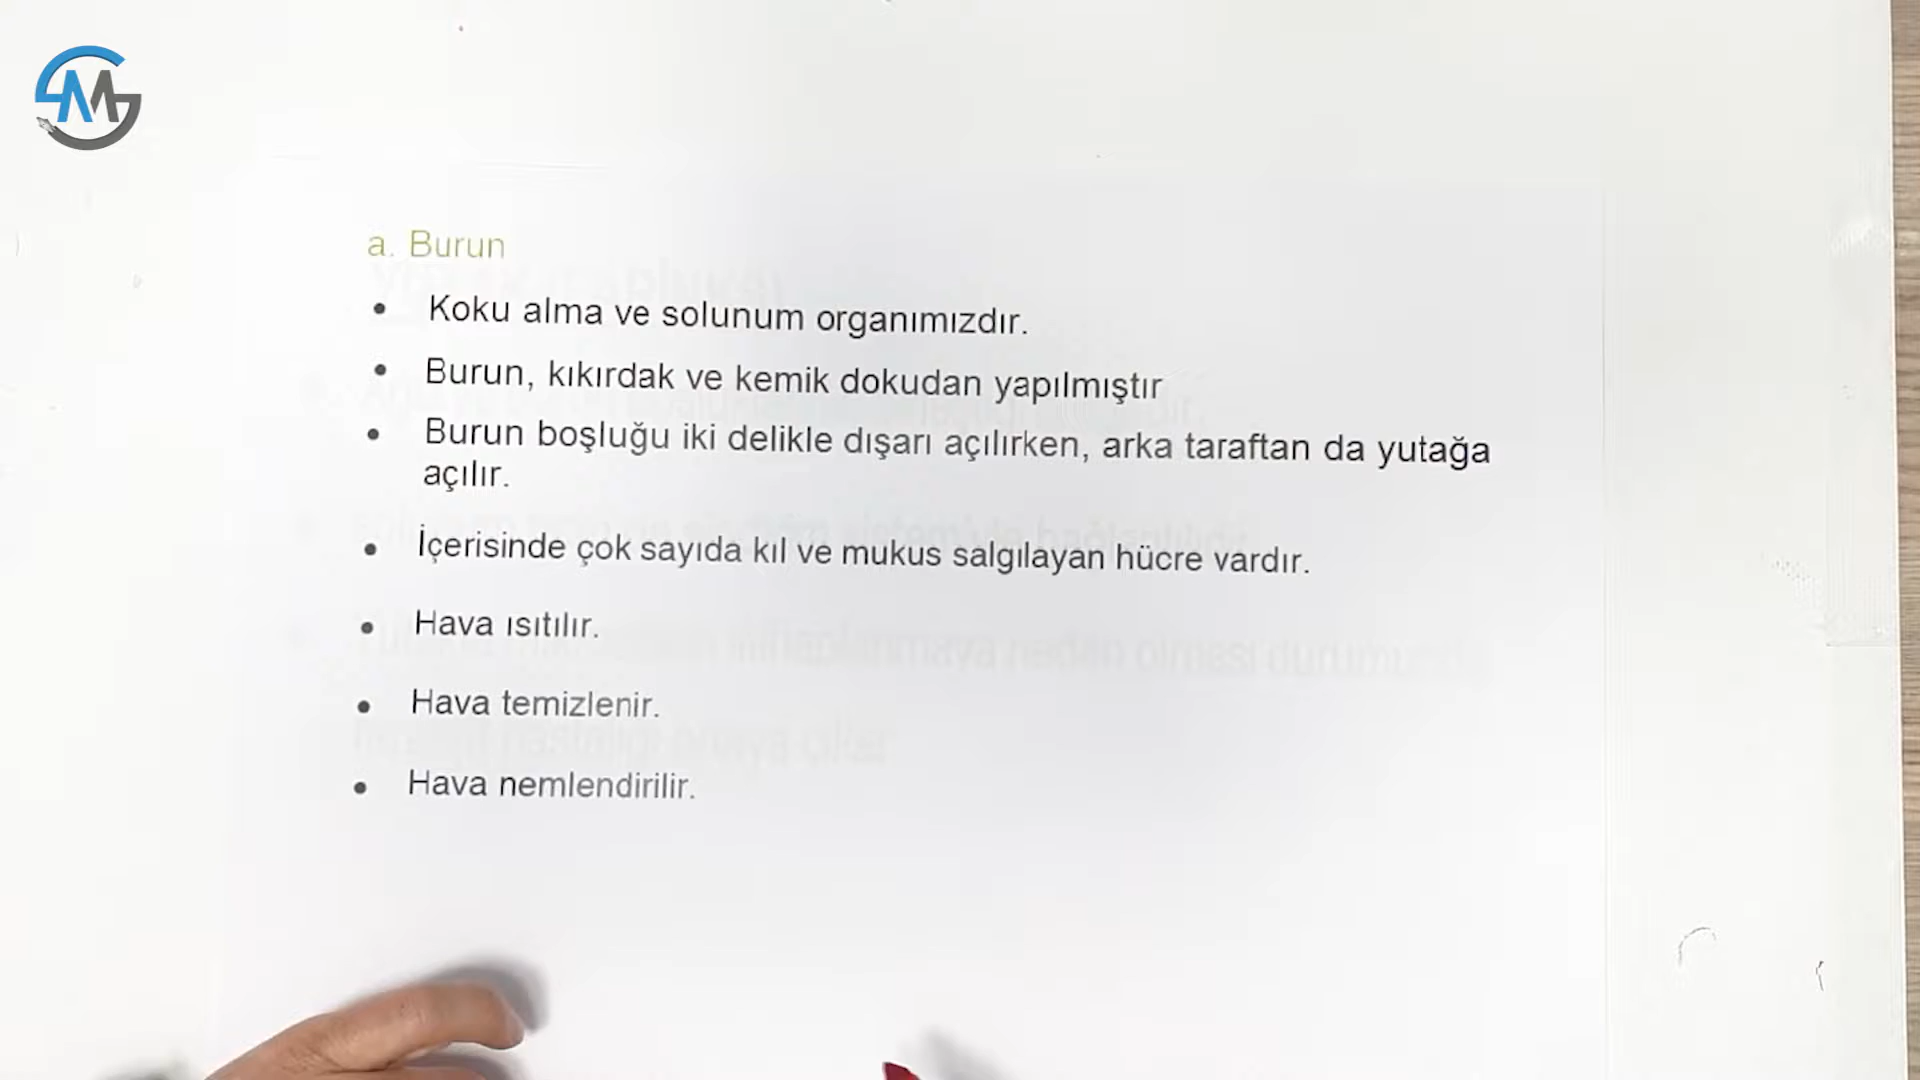 a. Burun
• Koku alma ve solunum organımızdır.
• Burun, kıkırdak ve kemik dokudan yapılmıştır
• Burun boşluğu iki delikle dışarı açılırken, arka taraftan da yutağa
açılır.
• İçerisinde çok sayıda kıl ve mukus salgılayan hücre vardır.
• Hava ısıtılır.
• Hava temizlenir.
• Hava nemlendirilir.